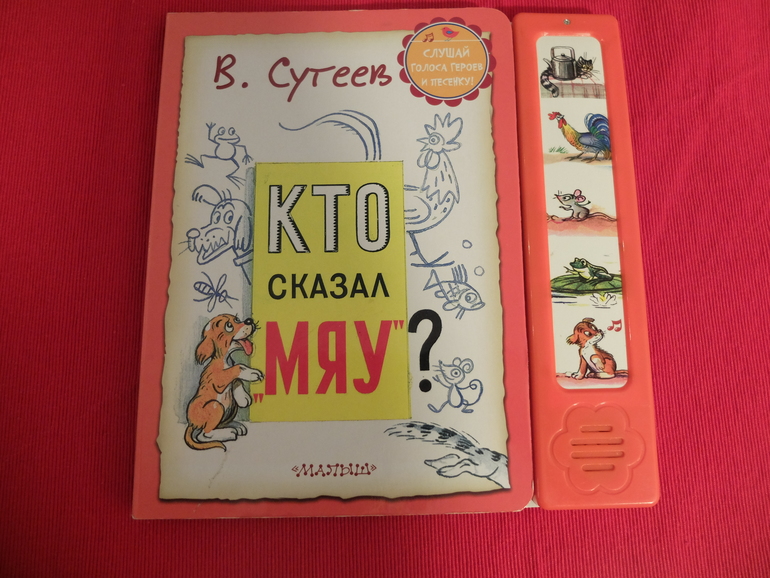 В. Сутеев
СЛУШАЙ
ГОЛОСА ГЕРОЕВ
И ПЕСЕНКУ!
КТО
СКАЗАЛ
„МЯУ"?
«МАЛЫШ»